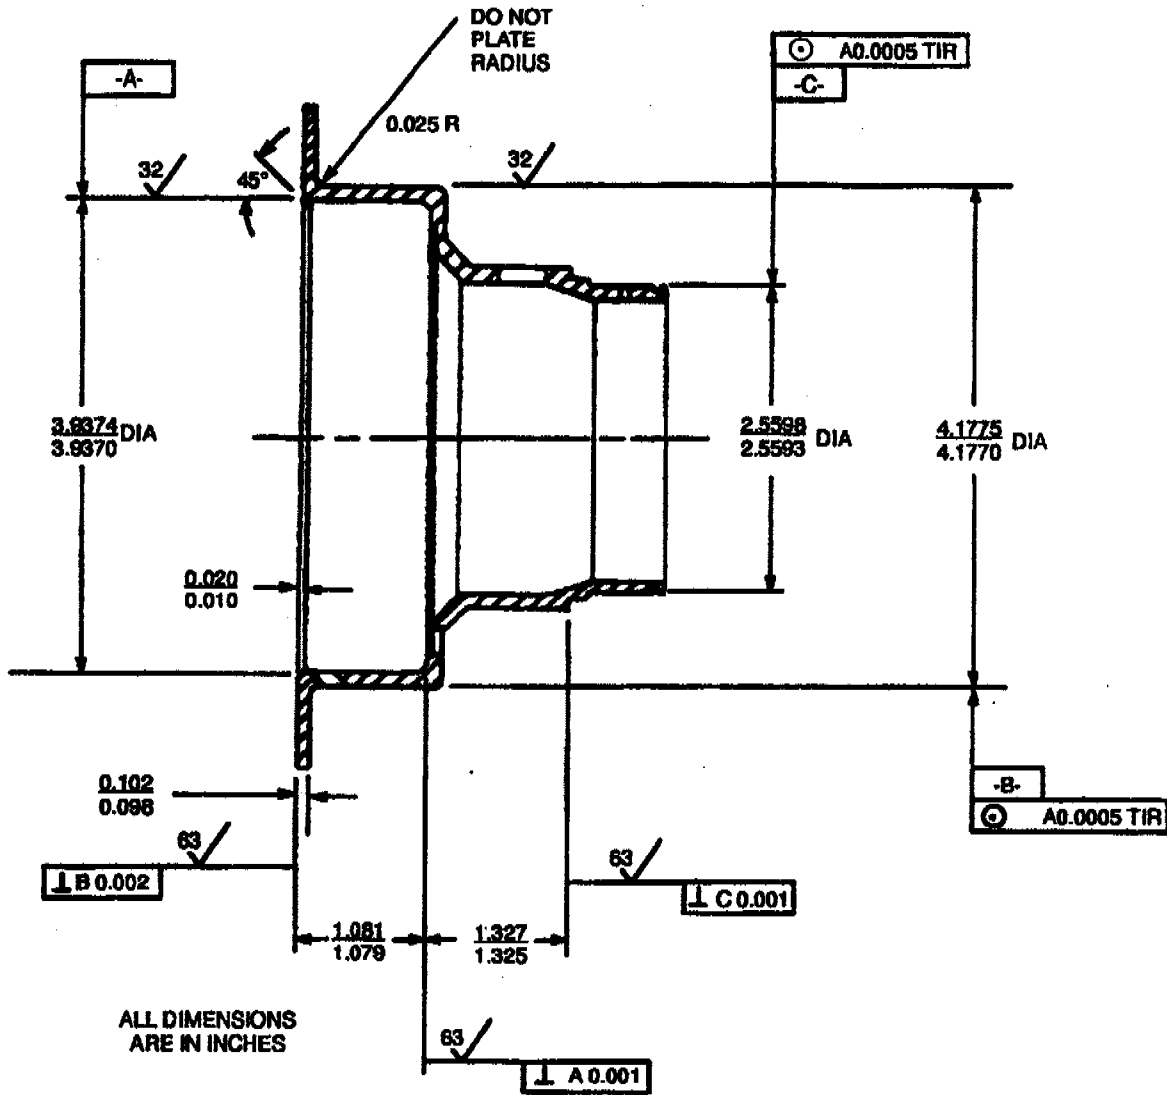 DO NOT
PLATE
RADIUS
⌾ A0.0005 TIR
-C-
-A-
0.025 R
32
45°
32
3.9374
3.9370 DIA
2.5598
2.5593 DIA
4.1775
4.1770 DIA
0.020
0.010
0.102
0.098
-B-
⌾ A0.0005 TIR
63
⊥ B 0.002
63
⊥ C 0.001
1.081
1.079
1.327
1.325
ALL DIMENSIONS
ARE IN INCHES
63
⊥ A 0.001